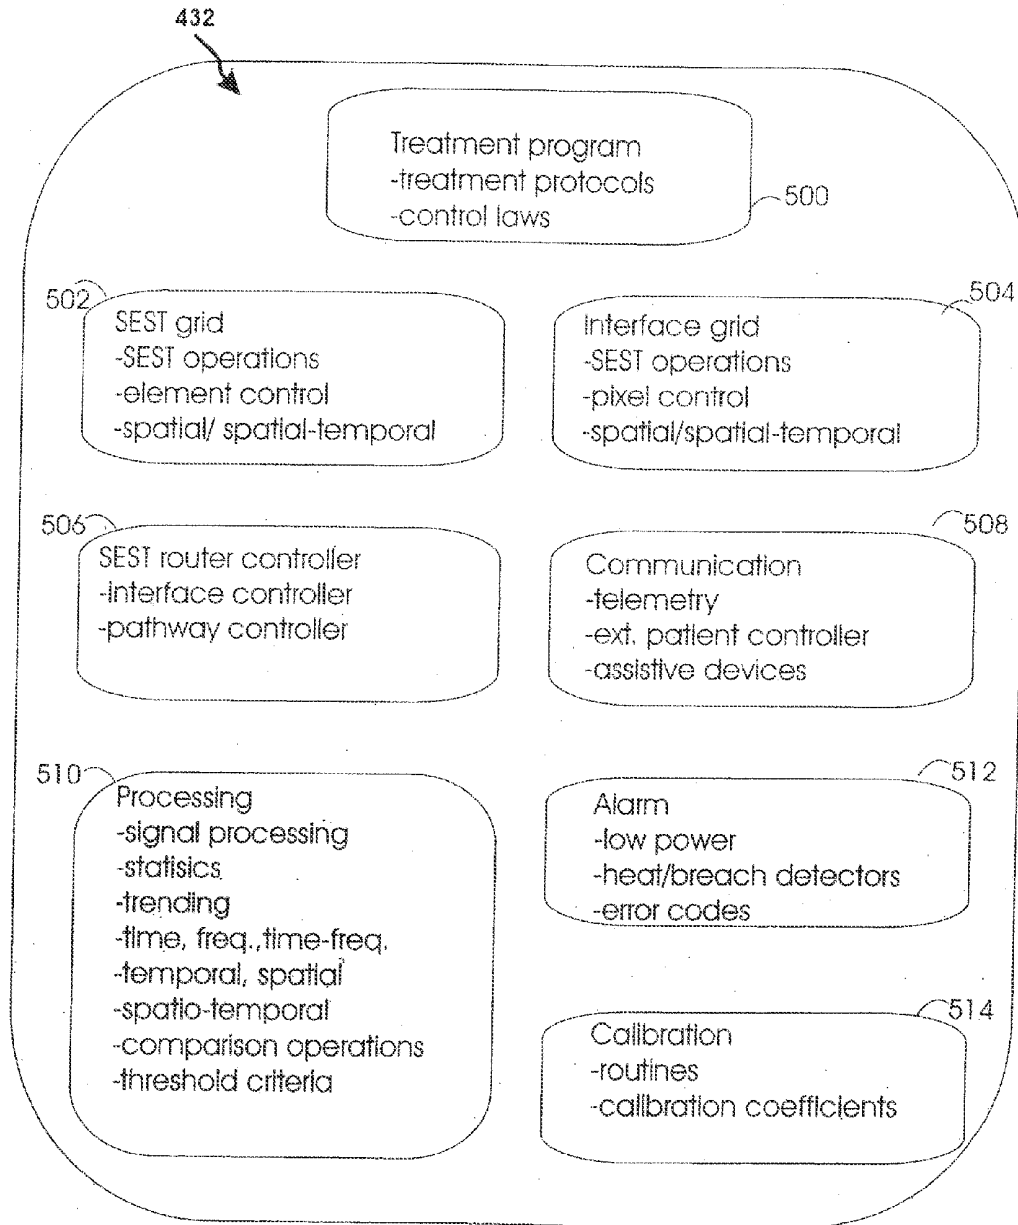 432
Treatment program
-treatment protocols
-control laws
500
502
SEST grid
-SEST operations
-element control
-spatial/ spatial-temporal
504
Interface grid
-SEST operations
-pixel control
-spatial/spatial-temporal
506
SEST router controller
-interface controller
-pathway controller
508
Communication
-telemetry
-ext. patient controller
-assistive devices
510
Processing
-signal processing
-statisics
-trending
-time, freq.,time-freq.
-temporal, spatial
-spatio-temporal
-comparison operations
-threshold criteria
512
Alarm
-low power
-heat/breach detectors
-error codes
514
Calibration
-routines
-calibration coefficients